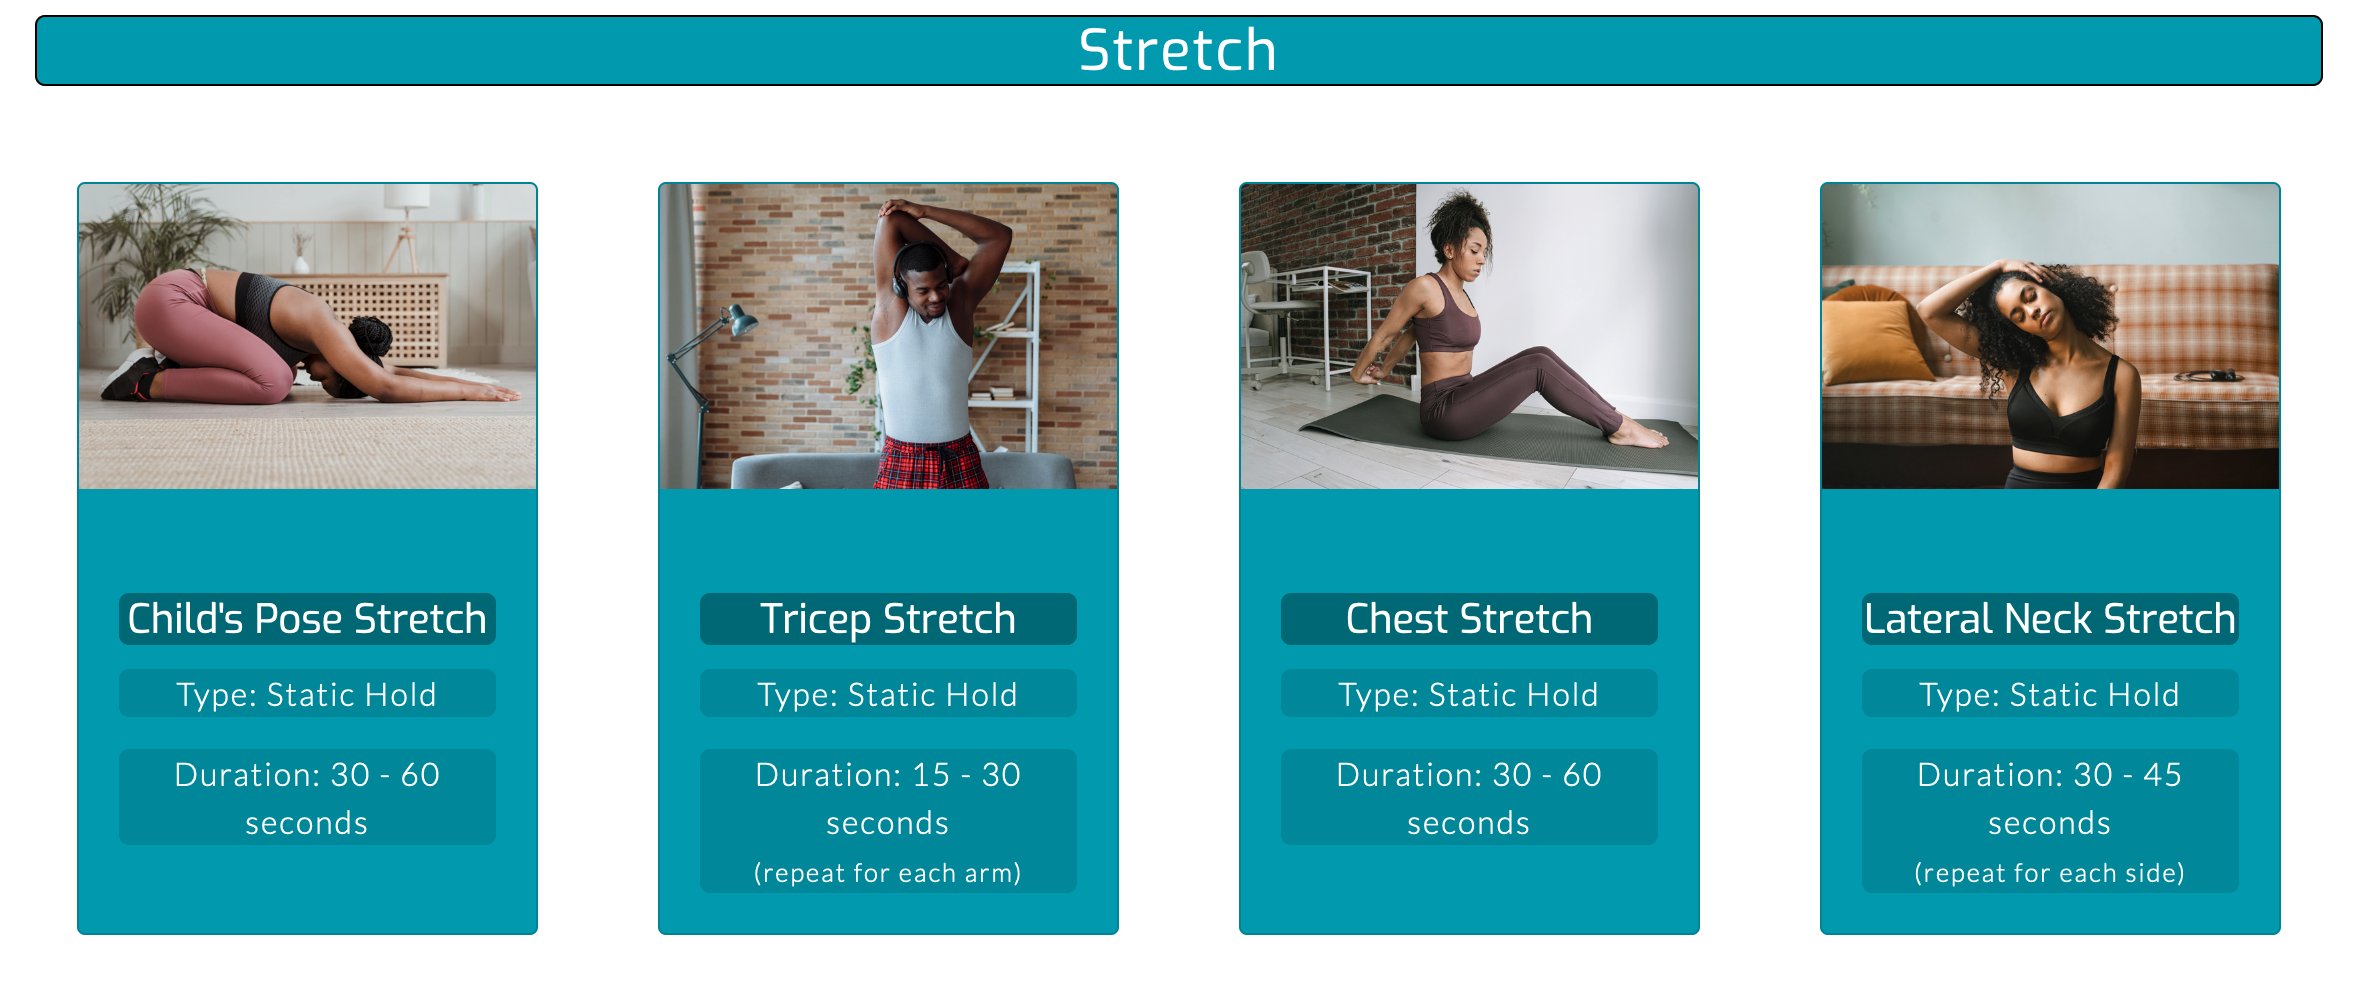 Stretch
Child's Pose Stretch
Type: Static Hold
Duration: 30 - 60
seconds
Tricep Stretch
Type: Static Hold
Duration: 15 - 30
seconds
(repeat for each arm)
Chest Stretch
Type: Static Hold
Duration: 30 - 60
seconds
Lateral Neck Stretch
Type: Static Hold
Duration: 30 - 45
seconds
(repeat for each side)